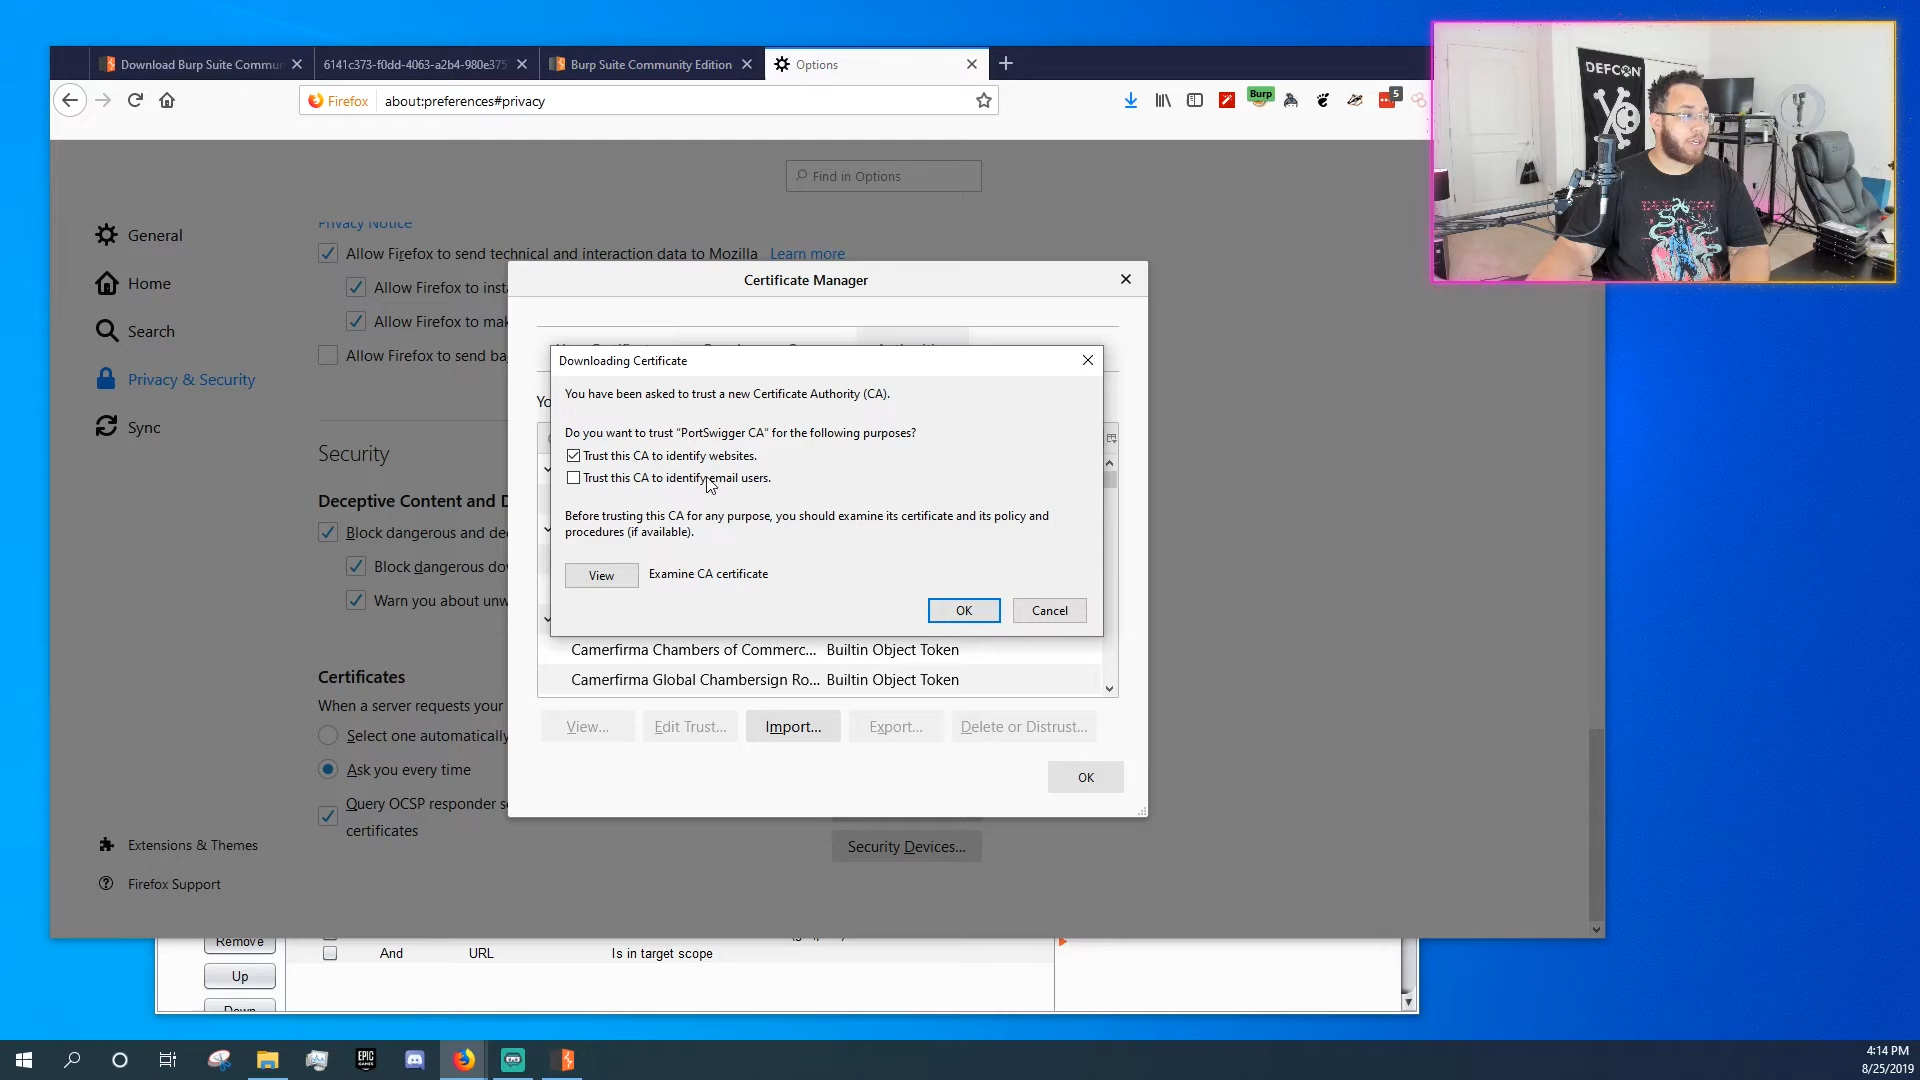 Download Burp Suite Commun
6141c373-f0dd-4063-a2b4-980e375
Burp Suite Community Edition
Options
Firefox
about:preferences#privacy
Burp
5
DEFCON
Find in Options
General
Home
Search
Privacy & Security
Sync
Extensions & Themes
Firefox Support
Privacy Notice
Allow Firefox to send technical and interaction data to Mozilla Learn more
Allow Firefox to inst
Allow Firefox to mak
Allow Firefox to send ba
Security
Deceptive Content and D
Block dangerous and de
Block dangerous do
Warn you about unw
Certificates
When a server requests your
Select one automatically
Ask you every time
Query OCSP responder s
certificates
Security Devices...
Certificate Manager
Yo
Downloading Certificate
You have been asked to trust a new Certificate Authority (CA).
Do you want to trust “PortSwigger CA” for the following purposes?
Trust this CA to identify websites.
Trust this CA to identify email users.
Before trusting this CA for any purpose, you should examine its certificate and its policy and
procedures (if available).
View Examine CA certificate
OK Cancel
Camerfirma Chambers of Commerc... Builtin Object Token
Camerfirma Global Chambersign Ro... Builtin Object Token
View... Edit Trust... Import... Export... Delete or Distrust...
OK
Remove
And URL Is in target scope
Up
Down
EPIC
GAMES
4:14 PM
8/25/2019